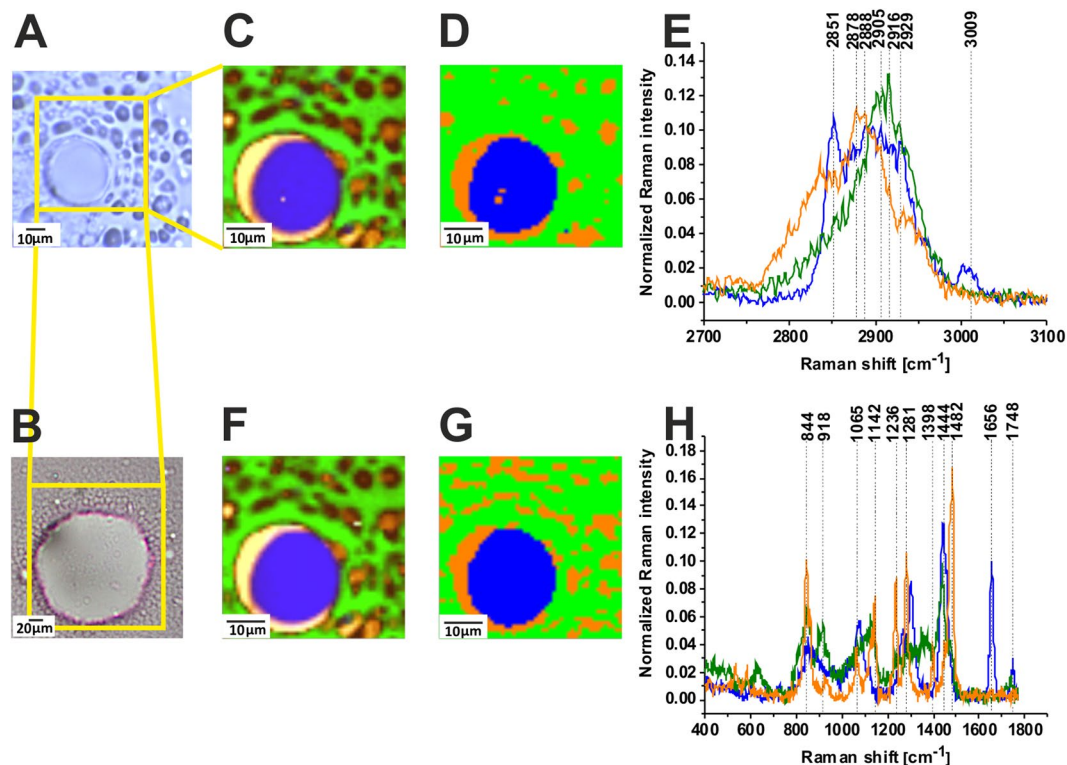 A
C
D
E
10µm
10µm
10µm
2851
2878
2888
2905
2916
2929
3009
Normalized Raman intensity
0.14
0.12
0.10
0.08
0.06
0.04
0.02
0.00
2700
2800
2900
3000
3100
Raman shift [cm⁻¹]
B
F
G
H
20µm
10µm
10µm
844
918
1065
1142
1236
1281
1398
1444
1482
1656
1748
Normalized Raman intensity
0.18
0.16
0.14
0.12
0.10
0.08
0.06
0.04
0.02
0.00
400
600
800
1000
1200
1400
1600
1800
Raman shift [cm⁻¹]